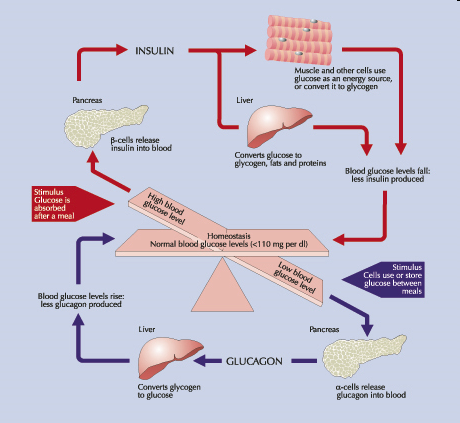 INSULIN
Muscle and other cells use
glucose as an energy source,
or convert it to glycogen
Pancreas
Liver
β-cells release
insulin into blood
Converts glucose to
glycogen, fats and proteins
Blood glucose levels fall:
less insulin produced
Stimulus
Glucose is
absorbed
after a meal
High blood
glucose level
Homeostasis
Normal blood glucose levels (<110 mg per dl)
Low blood
glucose level
Stimulus
Cells use or store
glucose between
meals
Blood glucose levels rise:
less glucagon produced
Liver
Pancreas
GLUCAGON
Converts glycogen
to glucose
α-cells release
glucagon into blood